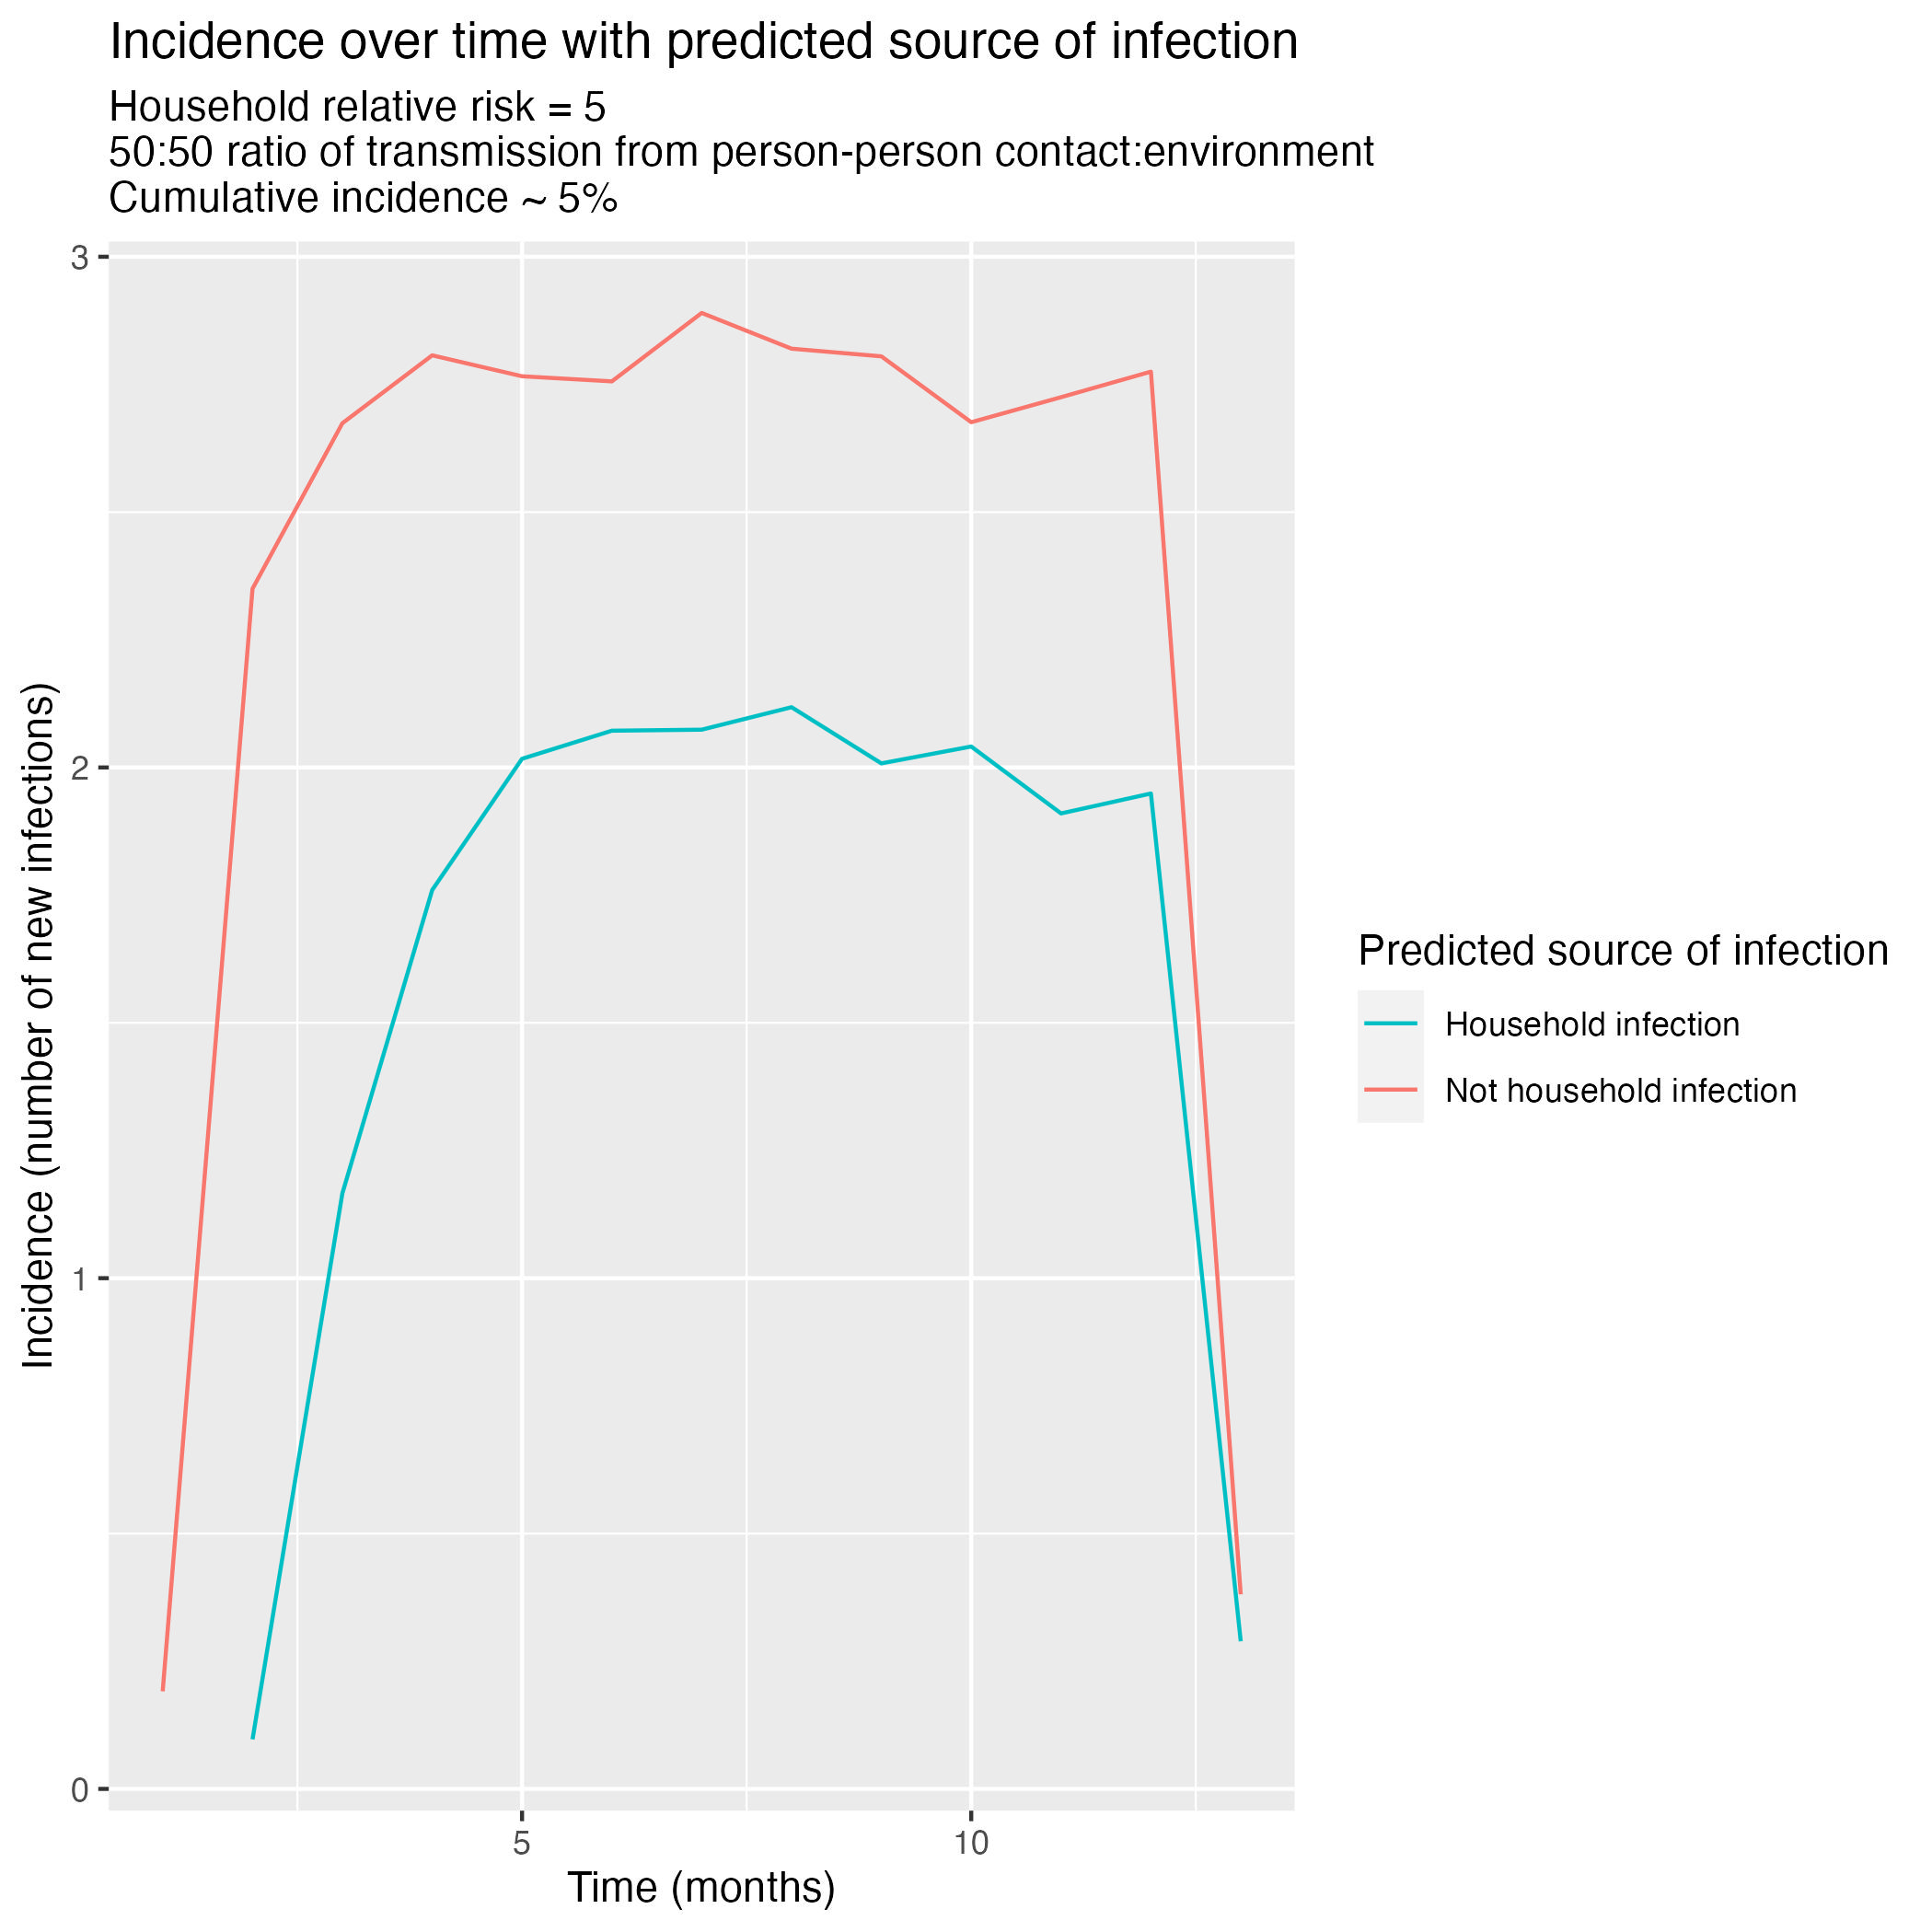 Incidence over time with predicted source of infection
Household relative risk = 5
50:50 ratio of transmission from person-person contact:environment
Cumulative incidence ~ 5%
3
2
1
0
Incidence (number of new infections)
5
10
Time (months)
Predicted source of infection
Household infection
Not household infection